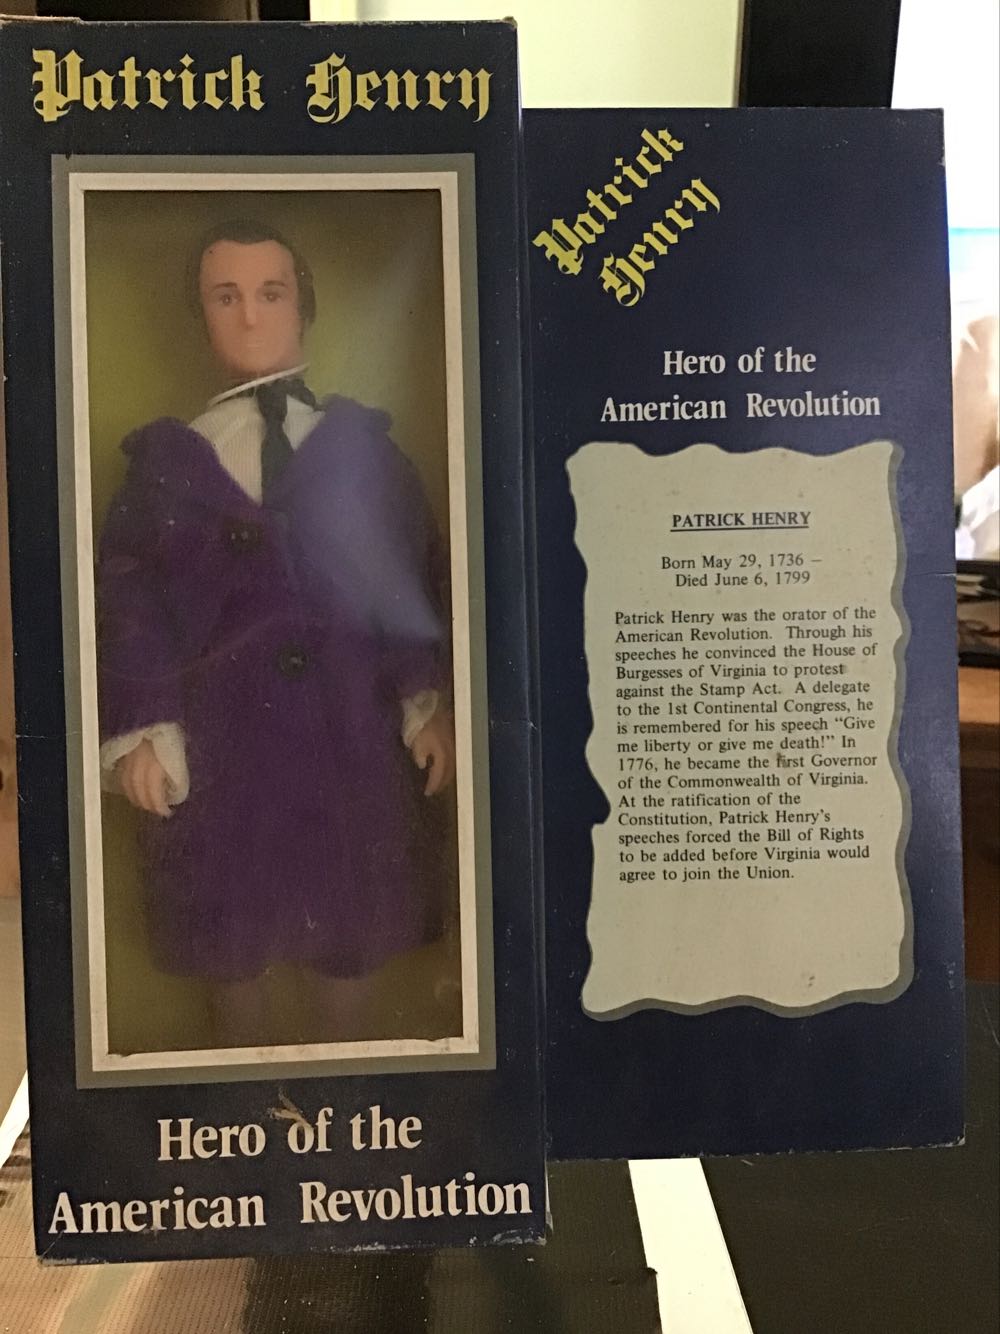 Patrick Henry
Hero of the
American Revolution
Patrick
Henry
Hero of the
American Revolution
PATRICK HENRY
Born May 29, 1736 –
Died June 6, 1799
Patrick Henry was the orator of the
American Revolution. Through his
speeches he convinced the House of
Burgesses of Virginia to protest
against the Stamp Act. A delegate
to the 1st Continental Congress, he
is remembered for his speech “Give
me liberty or give me death!” In
1776, he became the first Governor
of the Commonwealth of Virginia.
At the ratification of the
Constitution, Patrick Henry’s
speeches forced the Bill of Rights
to be added before Virginia would
agree to join the Union.